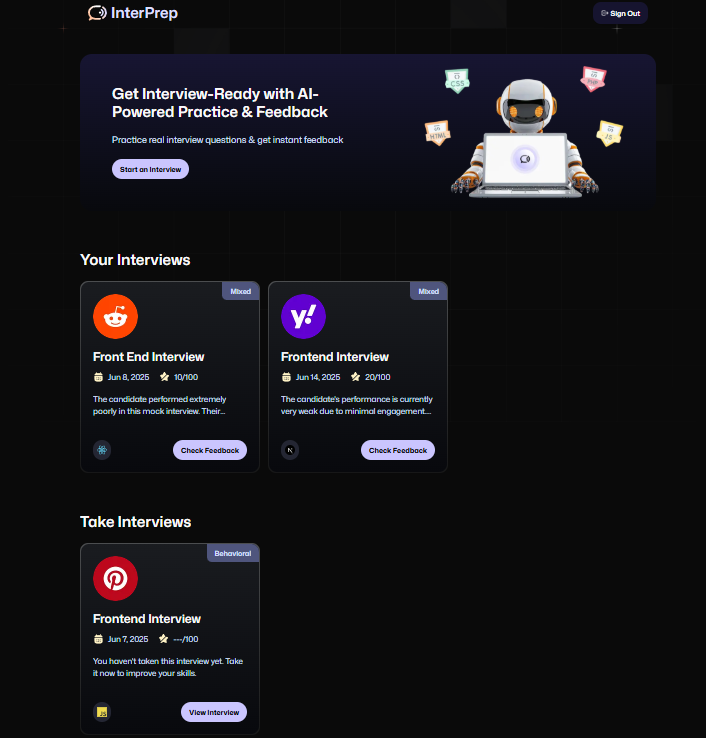 InterPrep
Sign Out
Get Interview-Ready with AI-
Powered Practice & Feedback
Practice real interview questions & get instant feedback
Start an Interview
CSS
PHP
HTML
JS
Your Interviews
Mixed
Front End Interview
Jun 8, 2025 10/100
The candidate performed extremely
poorly in this mock interview. Their...
Check Feedback
Mixed
y!
Frontend Interview
Jun 14, 2025 20/100
The candidate's performance is currently
very weak due to minimal engagement...
N
Check Feedback
Take Interviews
Behavioral
Frontend Interview
Jun 7, 2025 ---/100
You haven't taken this interview yet. Take
it now to improve your skills.
JS
View Interview